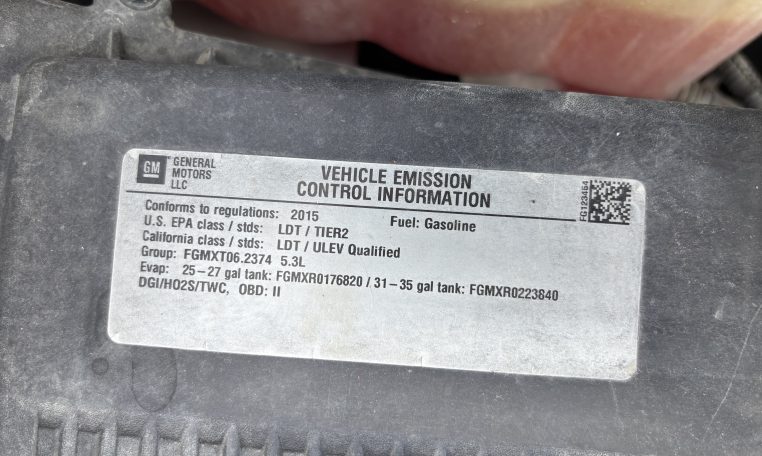 GM
GENERAL
MOTORS
LLC
VEHICLE EMISSION
CONTROL INFORMATION
FG123464
Conforms to regulations: 2015 Fuel: Gasoline
U.S. EPA class / stds: LDT / TIER2
California class / stds: LDT / ULEV Qualified
Group: FGMXT06.2374 5.3L
Evap: 25-27 gal tank: FGMXR0176820 / 31-35 gal tank: FGMXR0223840
DGI/HO2S/TWC, OBD: II